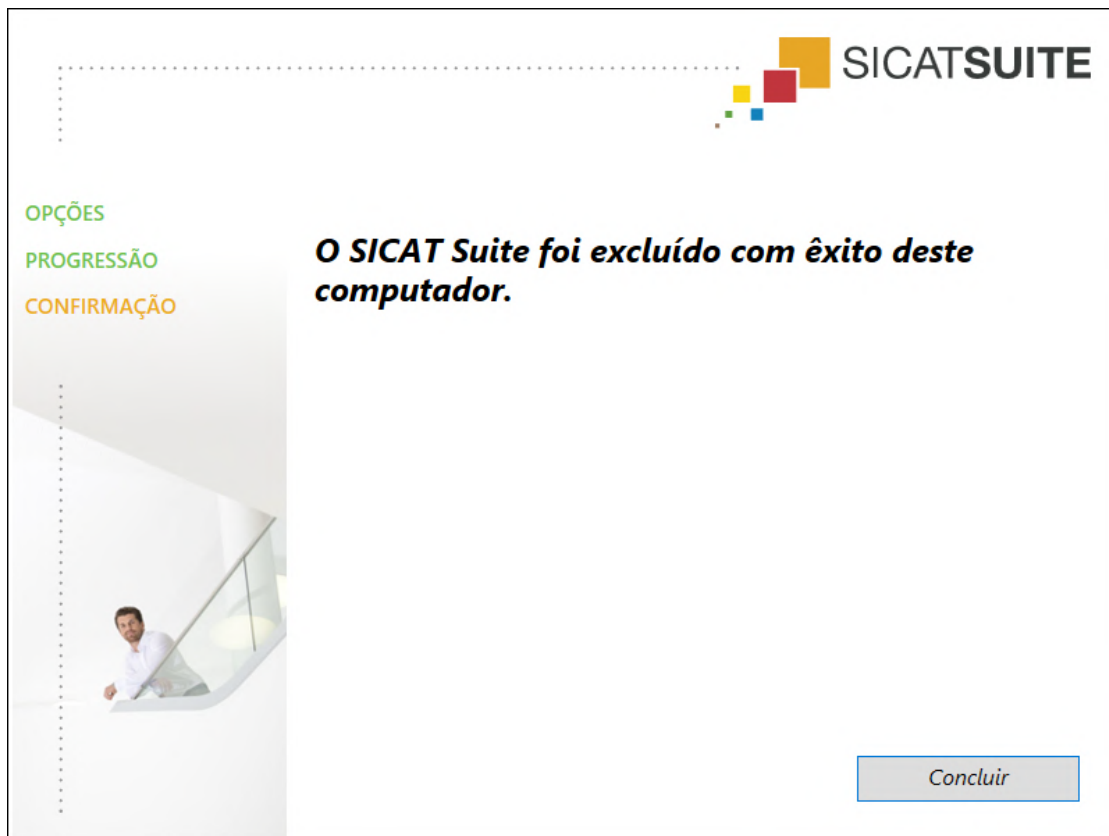 SICATSUITE
OPÇÕES
PROGRESSÃO
CONFIRMAÇÃO
O SICAT Suite foi excluído com êxito deste
computador.
Concluir